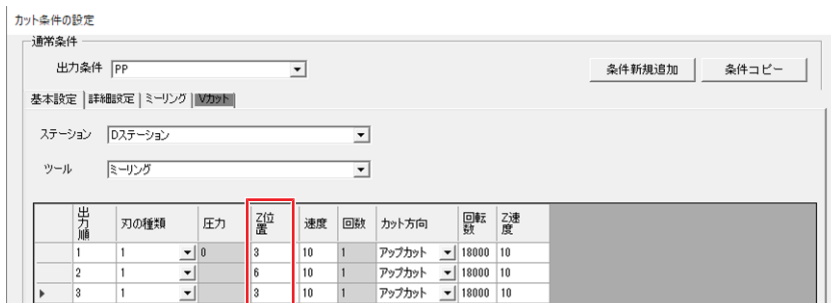 カット条件の設定
通常条件
出力条件 PP 条件新規追加 条件コピー
基本設定 詳細設定 ミーリング Vカット
ステーション Dステーション
ツール ミーリング
出力順 刃の種類 圧力 Z位置 速度 回数 カット方向 回転数 Z速度
1 1 0 3 10 1 アップカット 18000 10
2 1 6 10 1 アップカット 18000 10
3 1 3 10 1 アップカット 18000 10